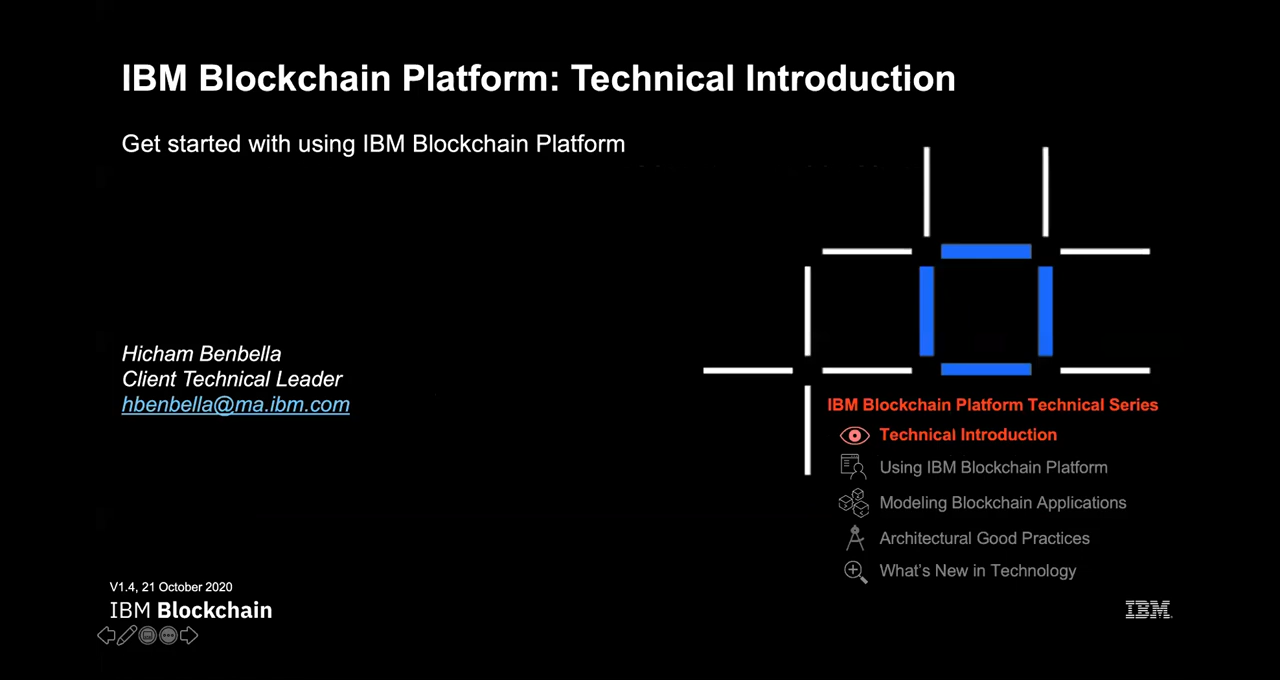 IBM Blockchain Platform: Technical Introduction
Get started with using IBM Blockchain Platform
Hicham Benbella
Client Technical Leader
hbenbella@ma.ibm.com
IBM Blockchain Platform Technical Series
Technical Introduction
Using IBM Blockchain Platform
Modeling Blockchain Applications
Architectural Good Practices
What's New in Technology
V1.4, 21 October 2020
IBM Blockchain
IBM